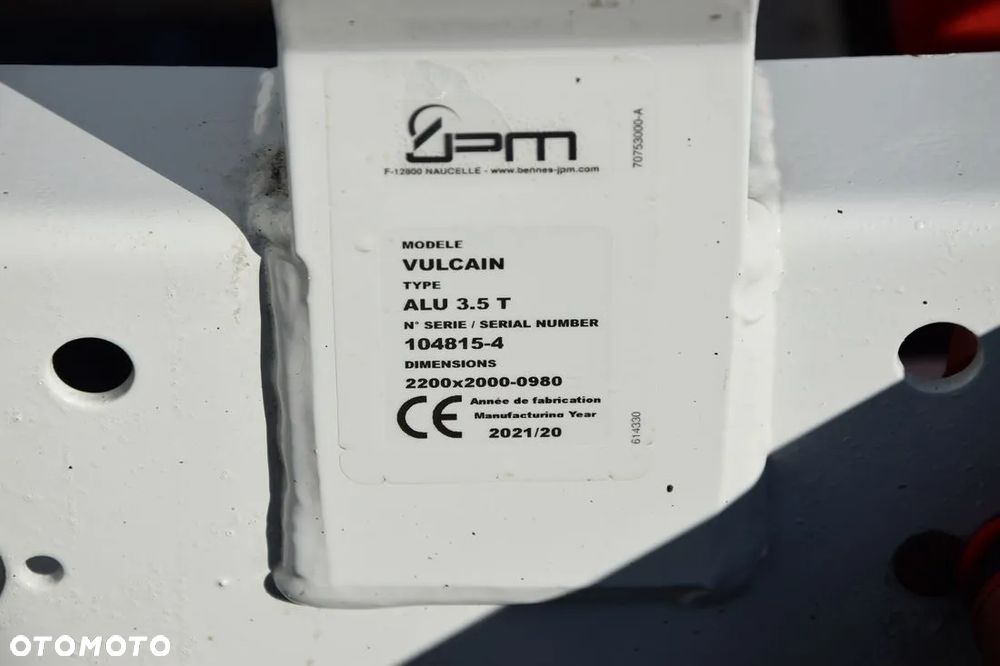 JPM
F-12800 NAUCELLE - www.bennes-jpm.com
70753000-A
MODELE
VULCAIN
TYPE
ALU 3.5 T
N° SERIE / SERIAL NUMBER
104815-4
DIMENSIONS
2200x2000-0980
CE
Année de fabrication
Manufacturing Year
2021/20
614330
OTOMOTO